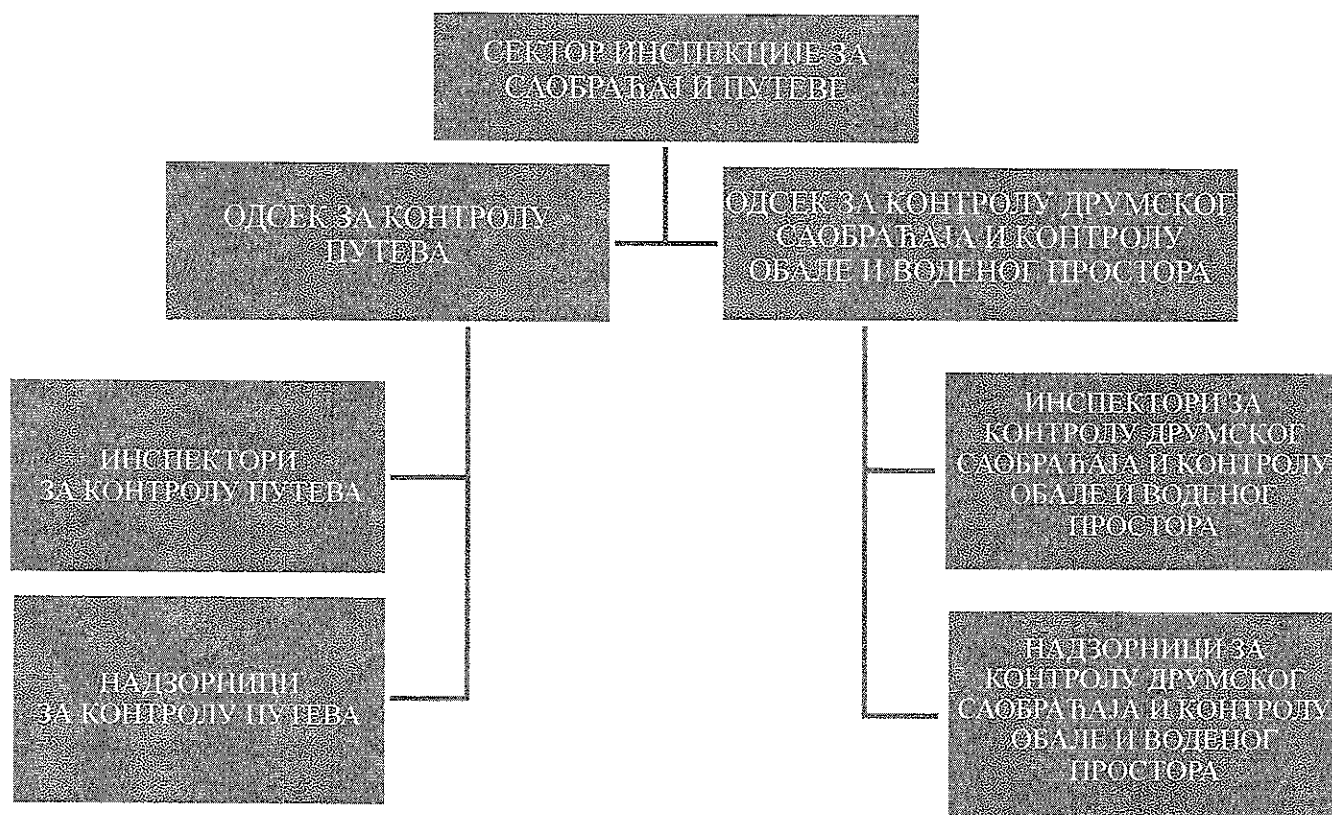 СЕКТОР ИНСПЕКЦИЈЕ ЗА
САОБРАЋАЈ И ПУТЕВЕ
ОДСЕК ЗА КОНТРОЛУ
ПУТЕВА
ОДСЕК ЗА КОНТРОЛУ ДРУМСКОГ
САОБРАЋАЈА И КОНТРОЛУ
ОБАЛЕ И ВОДЕНОГ ПРОСТОРА
ИНСПЕКТОРИ
ЗА КОНТРОЛУ ПУТЕВА
НАДЗОРНИЦИ
ЗА КОНТРОЛУ ПУТЕВА
ИНСПЕКТОРИ ЗА
КОНТРОЛУ ДРУМСКОГ
САОБРАЋАЈА И КОНТРОЛУ
ОБАЛЕ И ВОДЕНОГ
ПРОСТОРА
НАДЗОРНИЦИ ЗА
КОНТРОЛУ ДРУМСКОГ
САОБРАЋАЈА И КОНТРОЛУ
ОБАЛЕ И ВОДЕНОГ
ПРОСТОРА